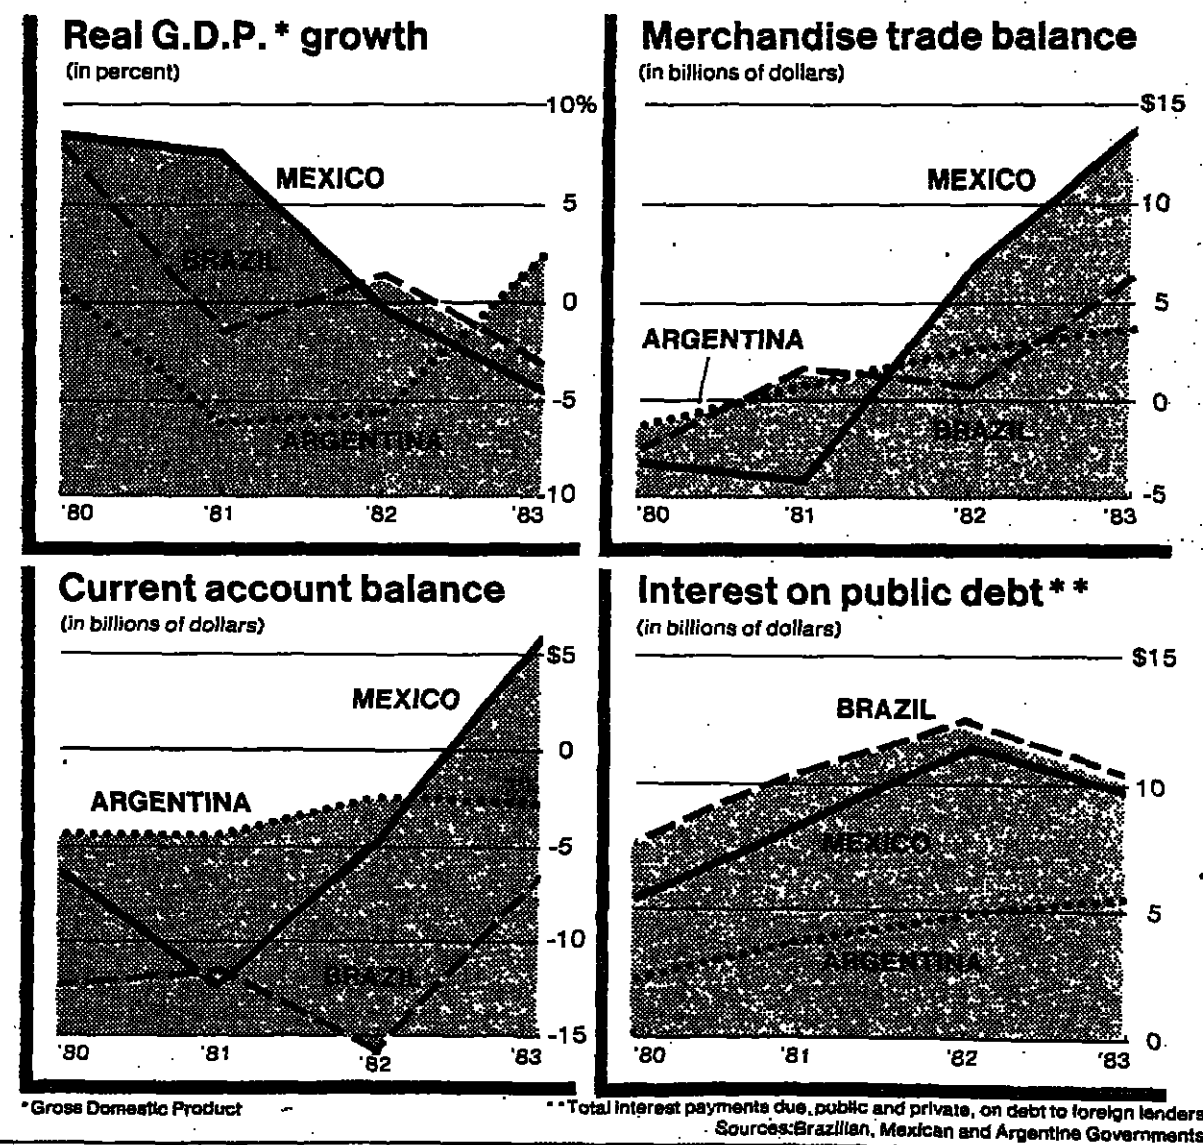 Real G.D.P.* growth
(in percent)
10%
MEXICO
5
BRAZIL
0
-5
ARGENTINA
10
'80 '81 '82 '83
Merchandise trade balance
(in billions of dollars)
$15
MEXICO
10
5
ARGENTINA
0
BRAZIL
-5
'80 '81 '82 '83
Current account balance
(in billions of dollars)
$5
MEXICO
0
ARGENTINA
-5
-10
BRAZIL
-15
'80 '81 '82 '83
Interest on public debt**
(in billions of dollars)
$15
BRAZIL
10
MEXICO
5
ARGENTINA
0
'80 '81 '82 '83
*Gross Domestic Product
**Total interest payments due, public and private, on debt to foreign lenders
Sources: Brazilian, Mexican and Argentine Governments